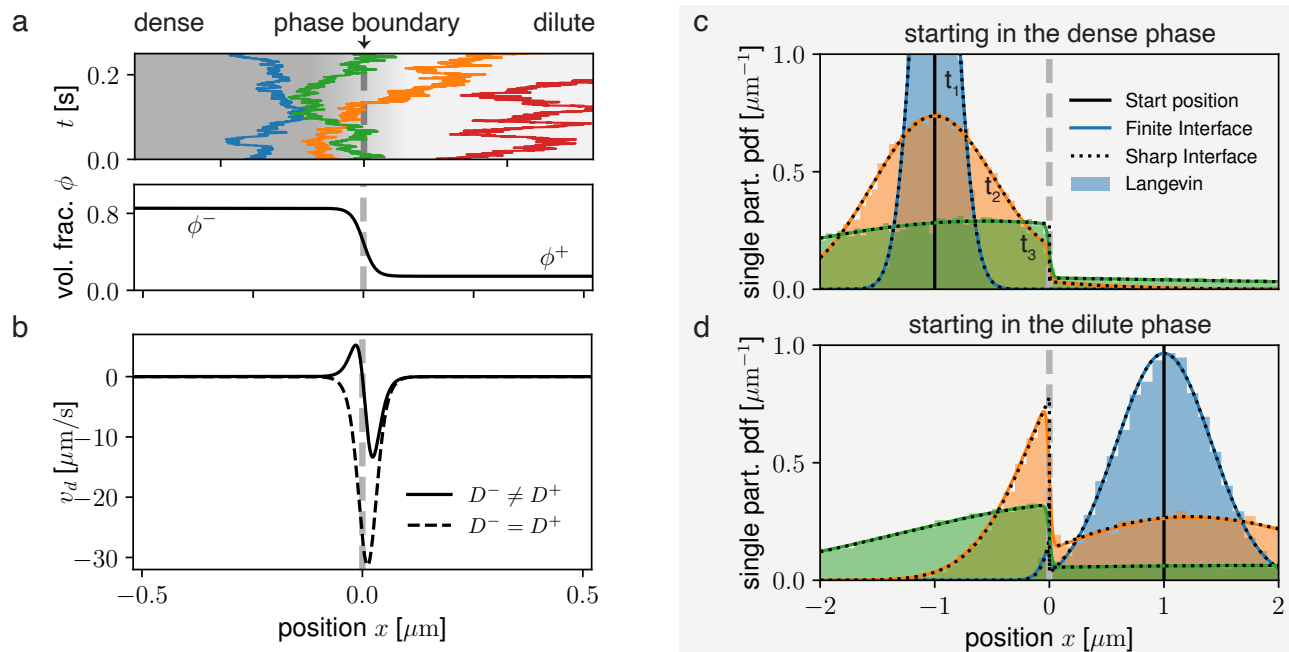 a
dense
phase boundary
dilute
t [s]
0.2
0.0
vol. frac. ϕ
0.8
0.0
ϕ⁻
ϕ⁺
b
v_d [μm/s]
0
−10
−20
−30
D⁻ ≠ D⁺
D⁻ = D⁺
−0.5
0.0
0.5
position x [μm]
c
starting in the dense phase
single part. pdf [μm⁻¹]
1.0
0.5
0.0
t₁
t₂
t₃
Start position
Finite Interface
Sharp Interface
Langevin
d
starting in the dilute phase
single part. pdf [μm⁻¹]
1.0
0.5
0.0
−2
−1
0
1
2
position x [μm]